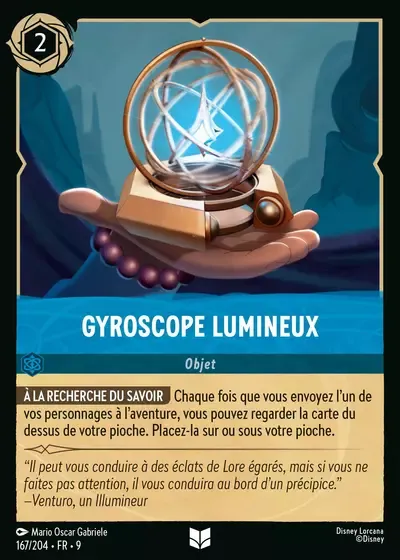 2
GYROSCOPE LUMINEUX
Objet
À LA RECHERCHE DU SAVOIR Chaque fois que vous envoyez l'un de
vos personnages à l'aventure, vous pouvez regarder la carte du
dessus de votre pioche. Placez-la sur ou sous votre pioche.
“Il peut vous conduire à des éclats de Lore égarés, mais si vous ne
faites pas attention, il vous conduira au bord d'un précipice.”
—Venturo, un Illumineur
Mario Oscar Gabriele
167/204 • FR • 9
Disney Lorcana
©Disney